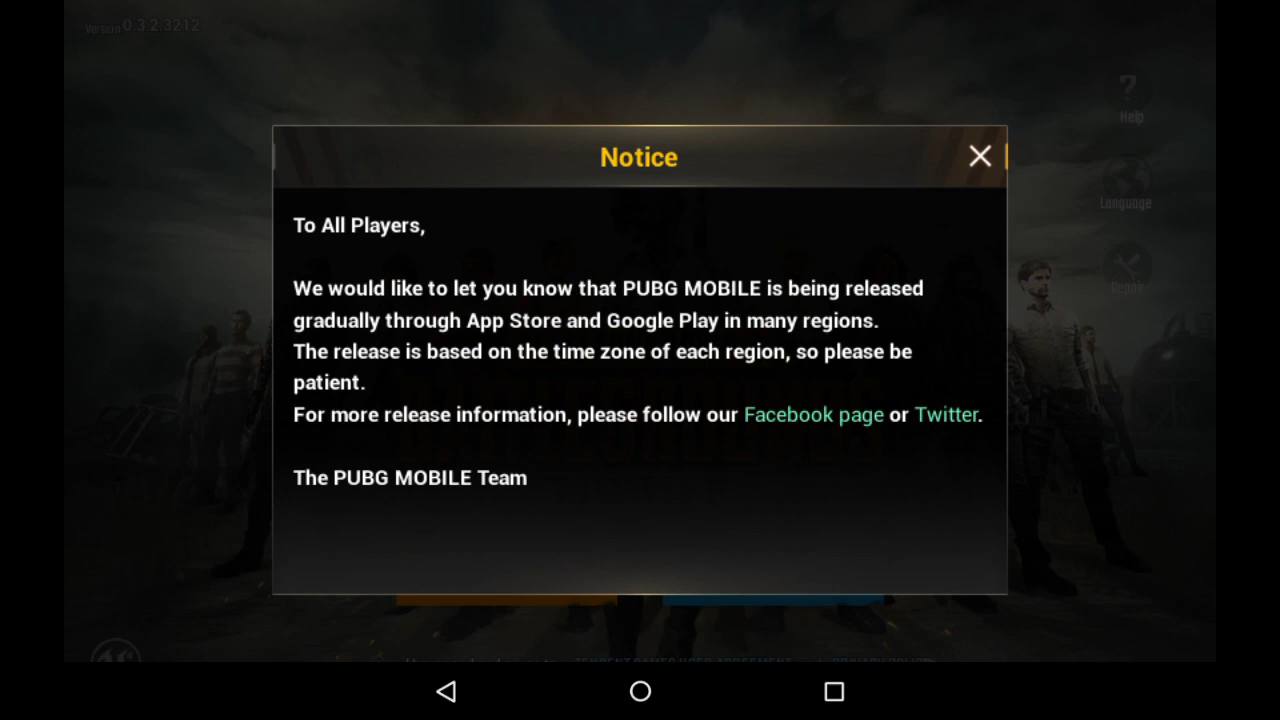 Version 0.3.2.3212
Help
Language
Repair
Notice
To All Players,
We would like to let you know that PUBG MOBILE is being released
gradually through App Store and Google Play in many regions.
The release is based on the time zone of each region, so please be
patient.
For more release information, please follow our Facebook page or Twitter.
The PUBG MOBILE Team